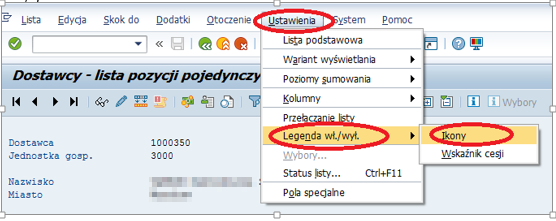 Lista Edycja Skok do Dodatki Otoczenie Ustawienia System Pomoc
Lista podstawowa
Wariant wyświetlania
Dostawcy - lista pozycji pojedynczy
Poziomy sumowania
Kolumny
Wybory
Przełączanie listy
Legenda wł./wył.
Ikony
Dostawca 1000350
Wybory...
Wskaźnik cesji
Jednostka gosp. 3000
Status listy... Ctrl+F11
Nazwisko
Pola specjalne
Miasto